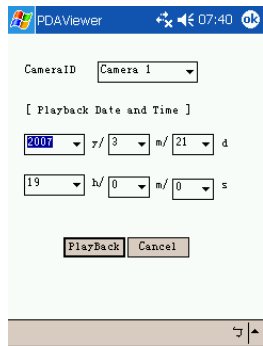 PDAViewer 07:40 ok
CameraID Camera 1
[ Playback Date and Time ]
2007 y/ 3 m/ 21 d
19 h/ 0 m/ 0 s
PlayBack Cancel
ㄅ